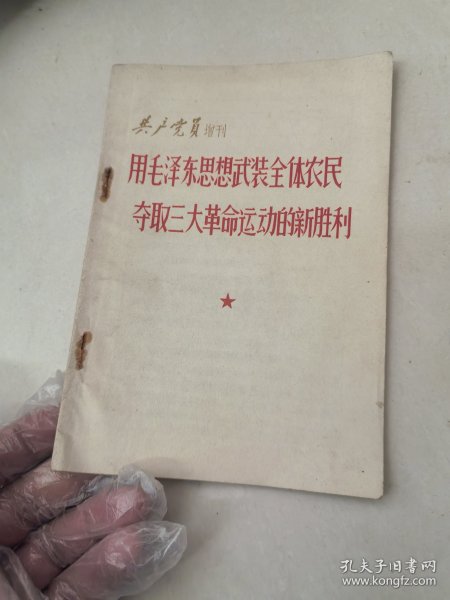 共产党员增刊
用毛泽东思想武装全体农民
夺取三大革命运动的新胜利
孔夫子旧书网
www.kongfz.com